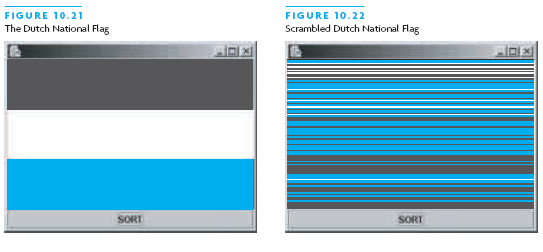 FIGURE 10.21
The Dutch National Flag
SORT
FIGURE 10.22
Scrambled Dutch National Flag
SORT